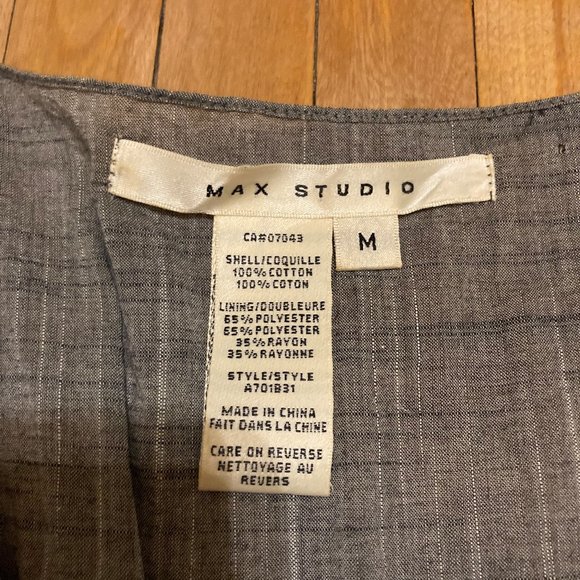 MAX STUDIO
M
CA#07043
SHELL/COQUILLE
100% COTTON
100% COTON
LINING/DOUBLEURE
65% POLYESTER
65% POLYESTER
35% RAYON
35% RAYONNE
STYLE/STYLE
A701B31
MADE IN CHINA
FAIT DANS LA CHINE
CARE ON REVERSE
NETTOYAGE AU
REVERS